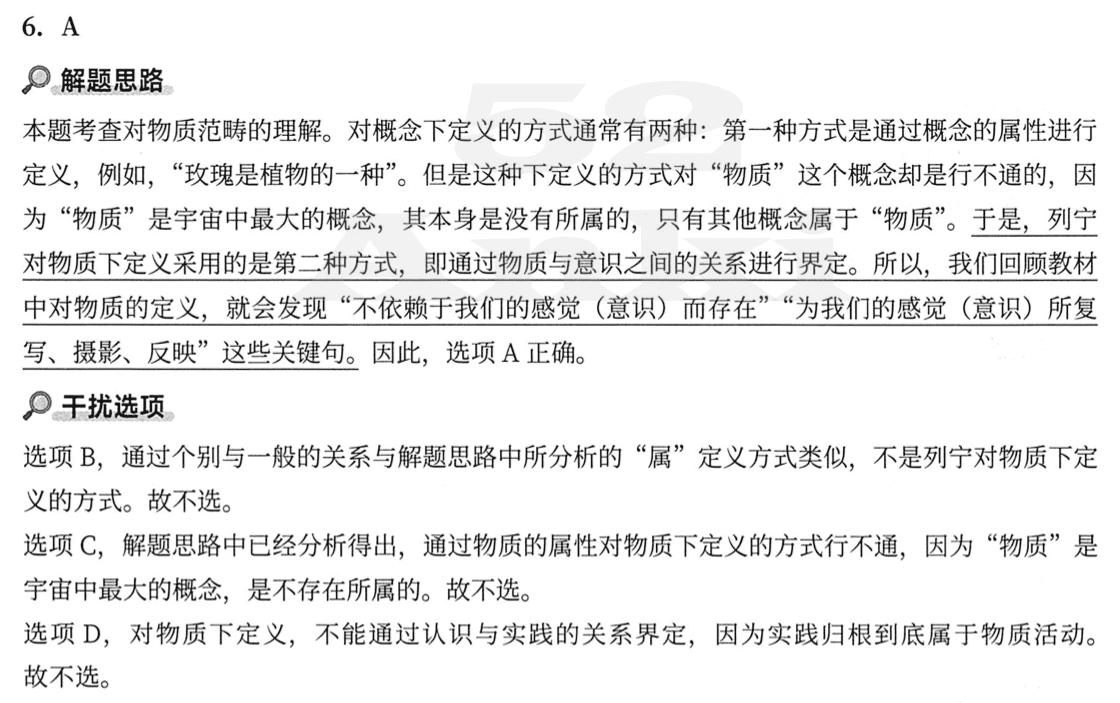 6. A
解题思路
本题考查对物质范畴的理解。对概念下定义的方式通常有两种：第一种方式是通过概念的属性进行
定义，例如，“玫瑰是植物的一种”。但是这种下定义的方式对“物质”这个概念却是行不通的，因
为“物质”是宇宙中最大的概念，其本身是没有所属的，只有其他概念属于“物质”。于是，列宁
对物质下定义采用的是第二种方式，即通过物质与意识之间的关系进行界定。所以，我们回顾教材
中对物质的定义，就会发现“不依赖于我们的感觉（意识）而存在”“为我们的感觉（意识）所复
写、摄影、反映”这些关键句。因此，选项 A 正确。
干扰选项
选项 B，通过个别与一般的关系与解题思路中所分析的“属”定义方式类似，不是列宁对物质下定
义的方式。故不选。
选项 C，解题思路中已经分析得出，通过物质的属性对物质下定义的方式行不通，因为“物质”是
宇宙中最大的概念，是不存在所属的。故不选。
选项 D，对物质下定义，不能通过认识与实践的关系界定，因为实践归根到底属于物质活动。
故不选。
52
Anki